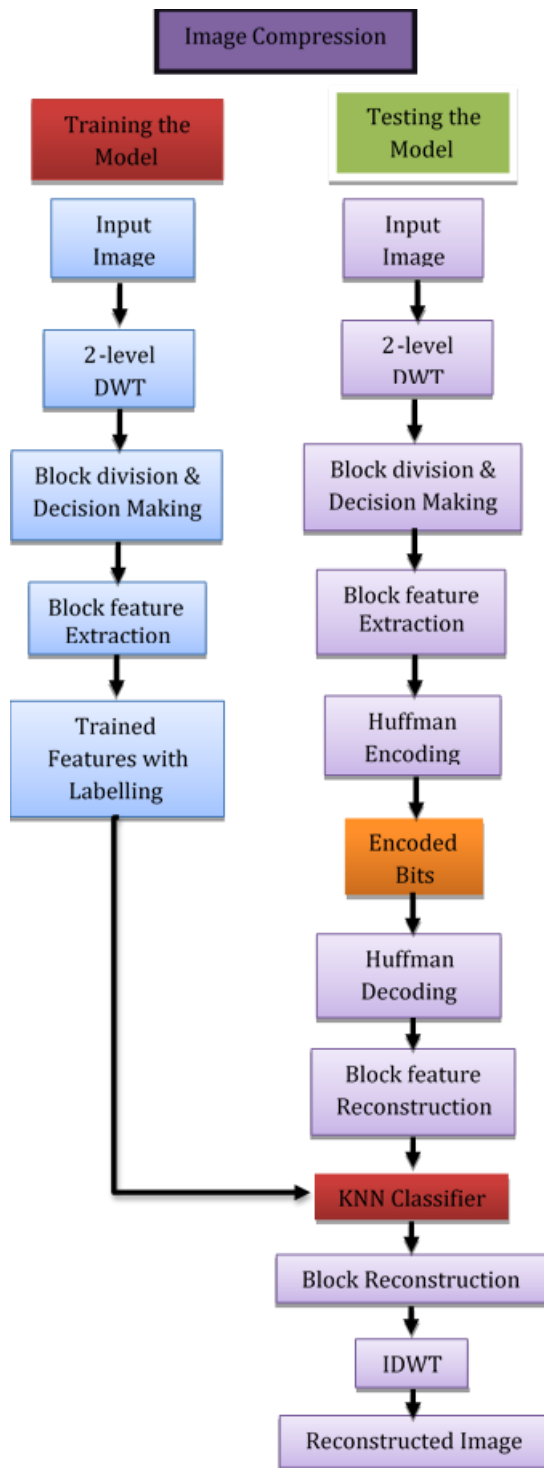 Image Compression
Training the
Model
Input
Image
2-level
DWT
Block division &
Decision Making
Block feature
Extraction
Trained
Features with
Labelling
Testing the
Model
Input
Image
2-level
DWT
Block division &
Decision Making
Block feature
Extraction
Huffman
Encoding
Encoded
Bits
Huffman
Decoding
Block feature
Reconstruction
KNN Classifier
Block Reconstruction
IDWT
Reconstructed Image